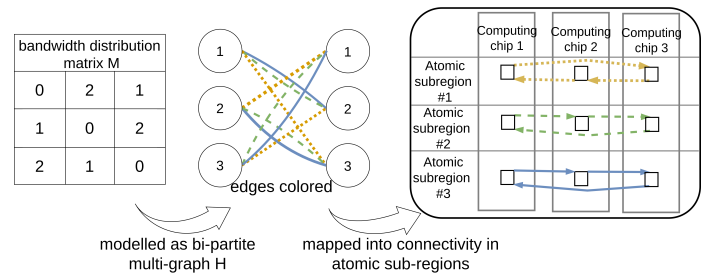 bandwidth distribution
matrix M
0 2 1
1 0 2
2 1 0
modelled as bi-partite
multi-graph H
1 1
2 2
3 3
edges colored
mapped into connectivity in
atomic sub-regions
Computing Computing Computing
chip 1 chip 2 chip 3
Atomic
subregion
#1
Atomic
subregion
#2
Atomic
subregion
#3